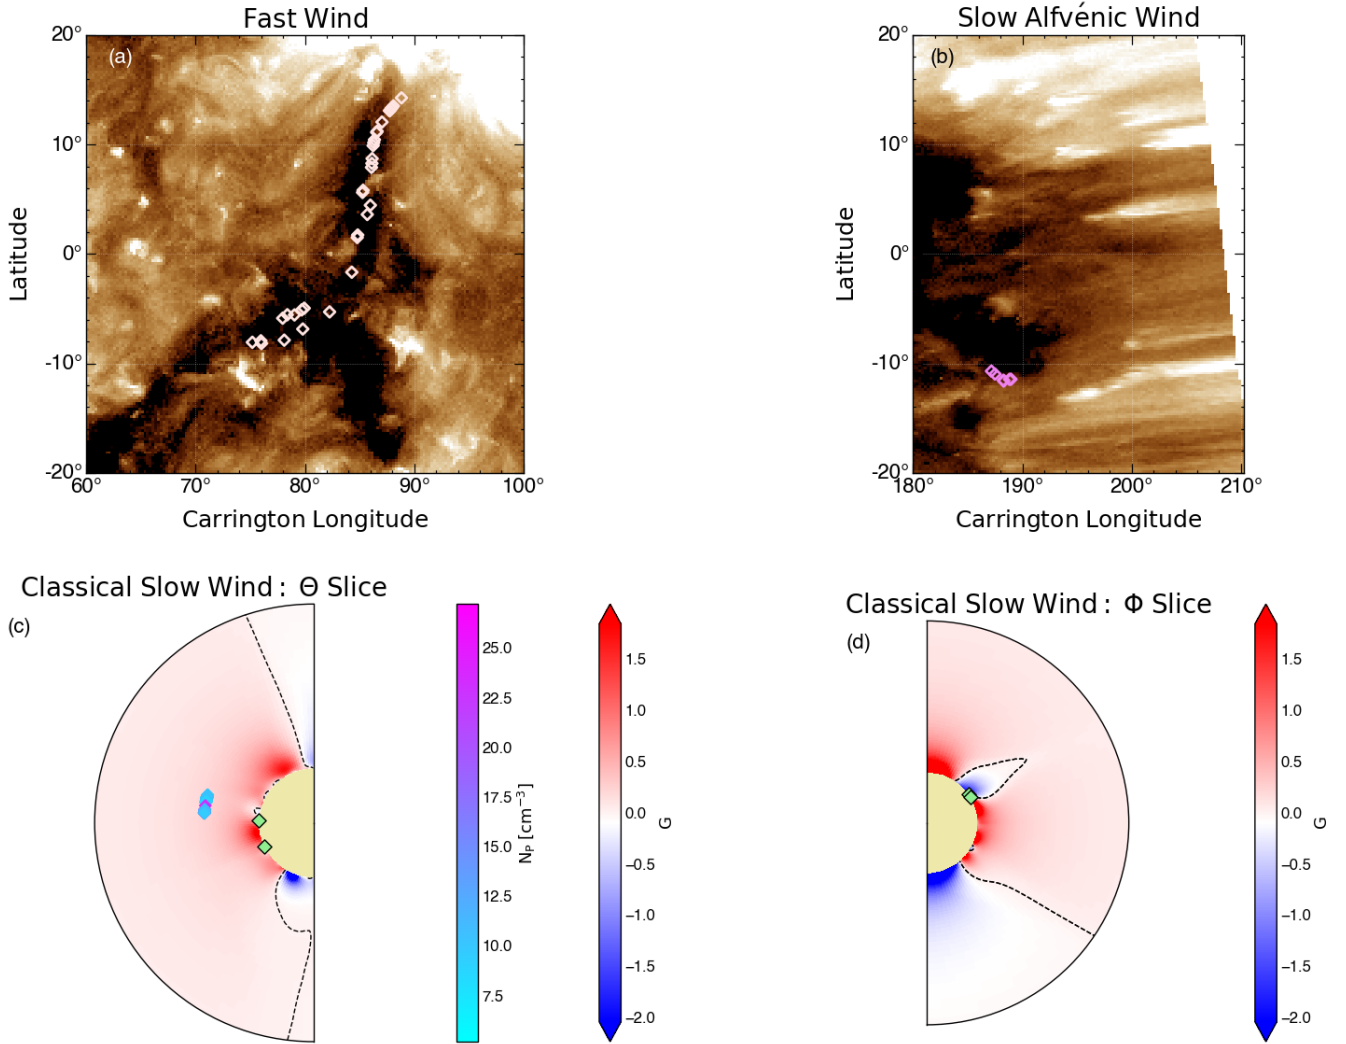 Fast Wind
Slow Alfvénic Wind
(a)
(b)
20°
10°
0°
-10°
-20°
60°
70°
80°
90°
100°
Latitude
Carrington Longitude
20°
10°
0°
-10°
-20°
180°
190°
200°
210°
Latitude
Carrington Longitude
Classical Slow Wind: Θ Slice
(c)
25.0
22.5
20.0
17.5
15.0
12.5
10.0
7.5
N_P [cm⁻³]
1.5
1.0
0.5
0.0
−0.5
−1.0
−1.5
−2.0
G
Classical Slow Wind: Φ Slice
(d)
1.5
1.0
0.5
0.0
−0.5
−1.0
−1.5
−2.0
G